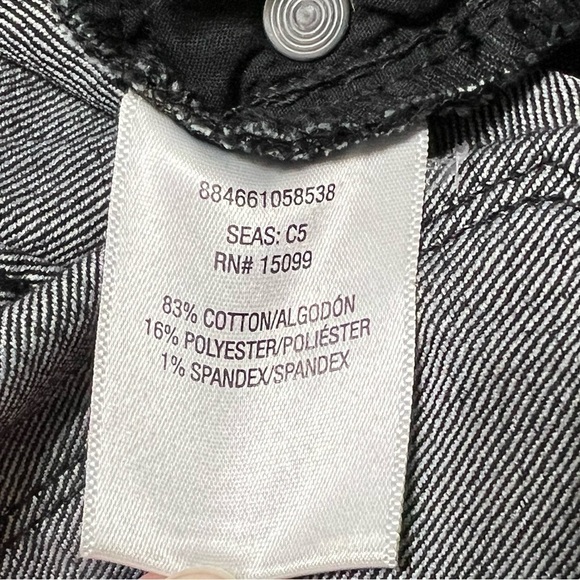 884661058538
SEAS: C5
RN# 15099
83% COTTON/ALGODÓN
16% POLYESTER/POLIÉSTER
1% SPANDEX/SPANDEX